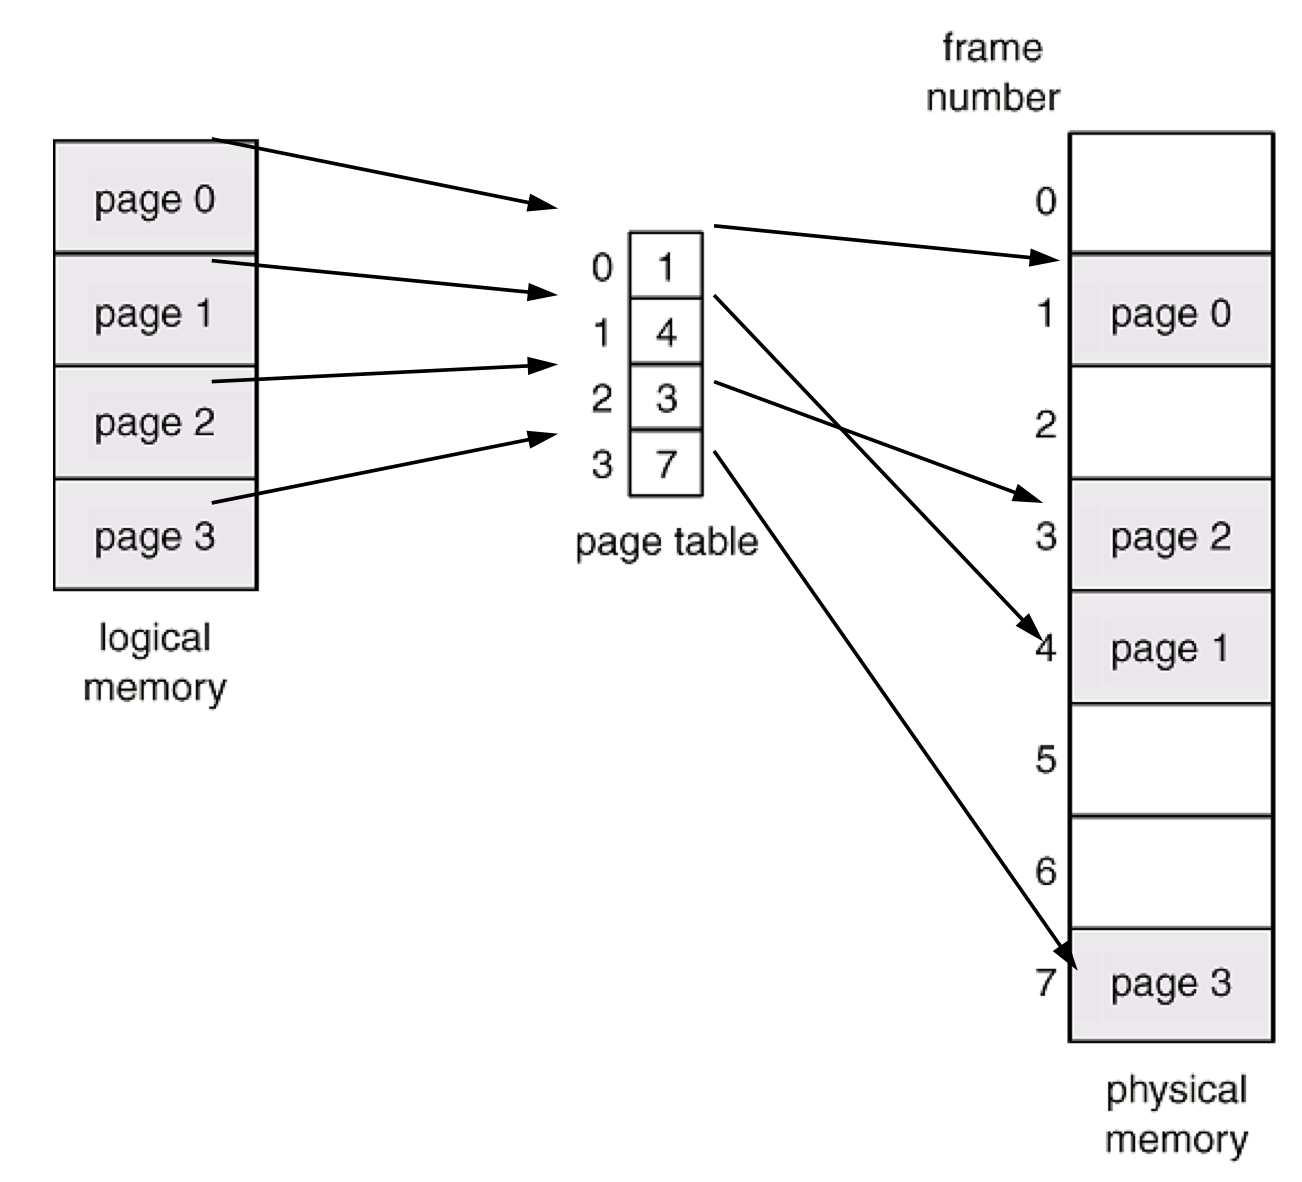 frame
number
page 0
page 1
page 2
page 3
logical
memory
0 1
1 4
2 3
3 7
page table
0
1 page 0
2
3 page 2
4 page 1
5
6
7 page 3
physical
memory